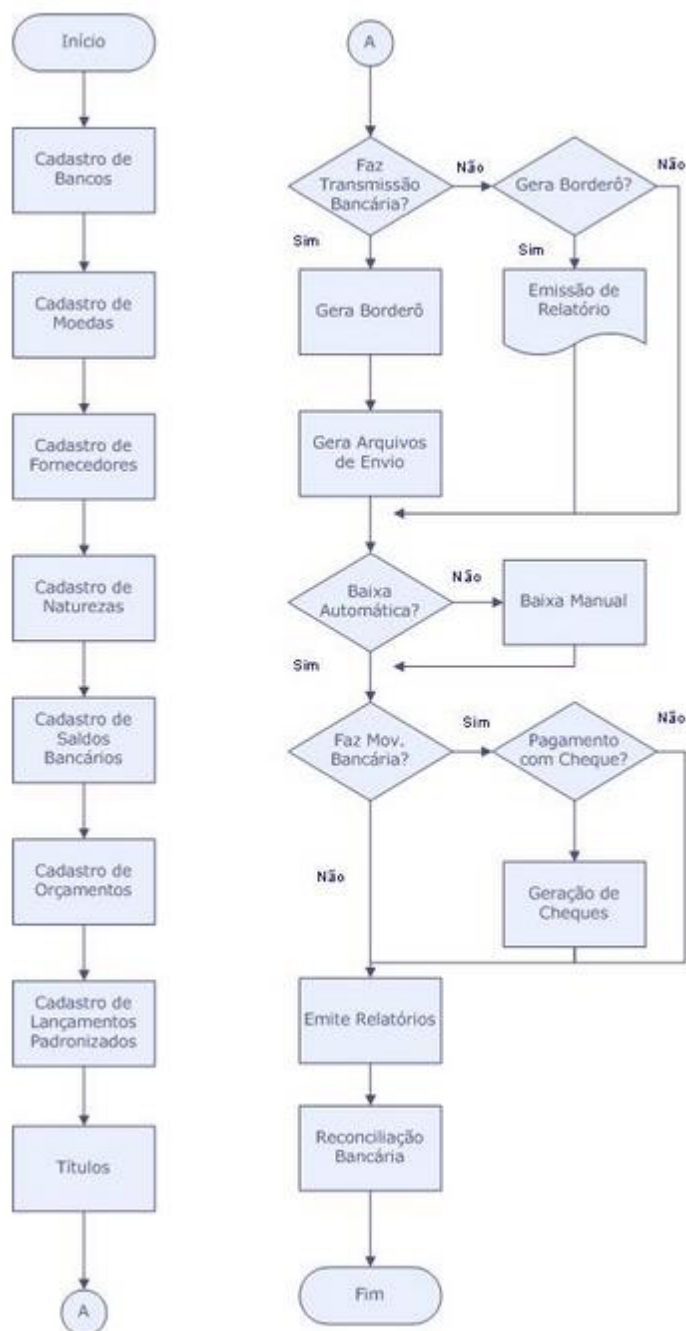 Início
Cadastro de
Bancos
Cadastro de
Moedas
Cadastro de
Fornecedores
Cadastro de
Naturezas
Cadastro de
Saldos
Bancários
Cadastro de
Orçamentos
Cadastro de
Lançamentos
Padronizados
Títulos
A
A
Faz
Transmissão
Bancária?
Não
Gera Borderô?
Não
Sim
Sim
Gera Borderô
Emissão de
Relatório
Gera Arquivos
de Envio
Baixa
Automática?
Não
Baixa Manual
Sim
Faz Mov.
Bancária?
Sim
Pagamento
com Cheque?
Não
Não
Geração de
Cheques
Emite Relatórios
Reconciliação
Bancária
Fim